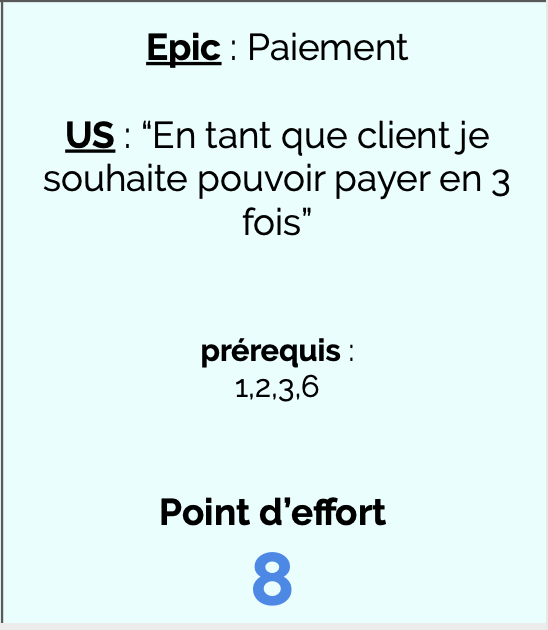 Epic : Paiement
US : “En tant que client je
souhaite pouvoir payer en 3
fois”
prérequis :
1,2,3,6
Point d’effort
8